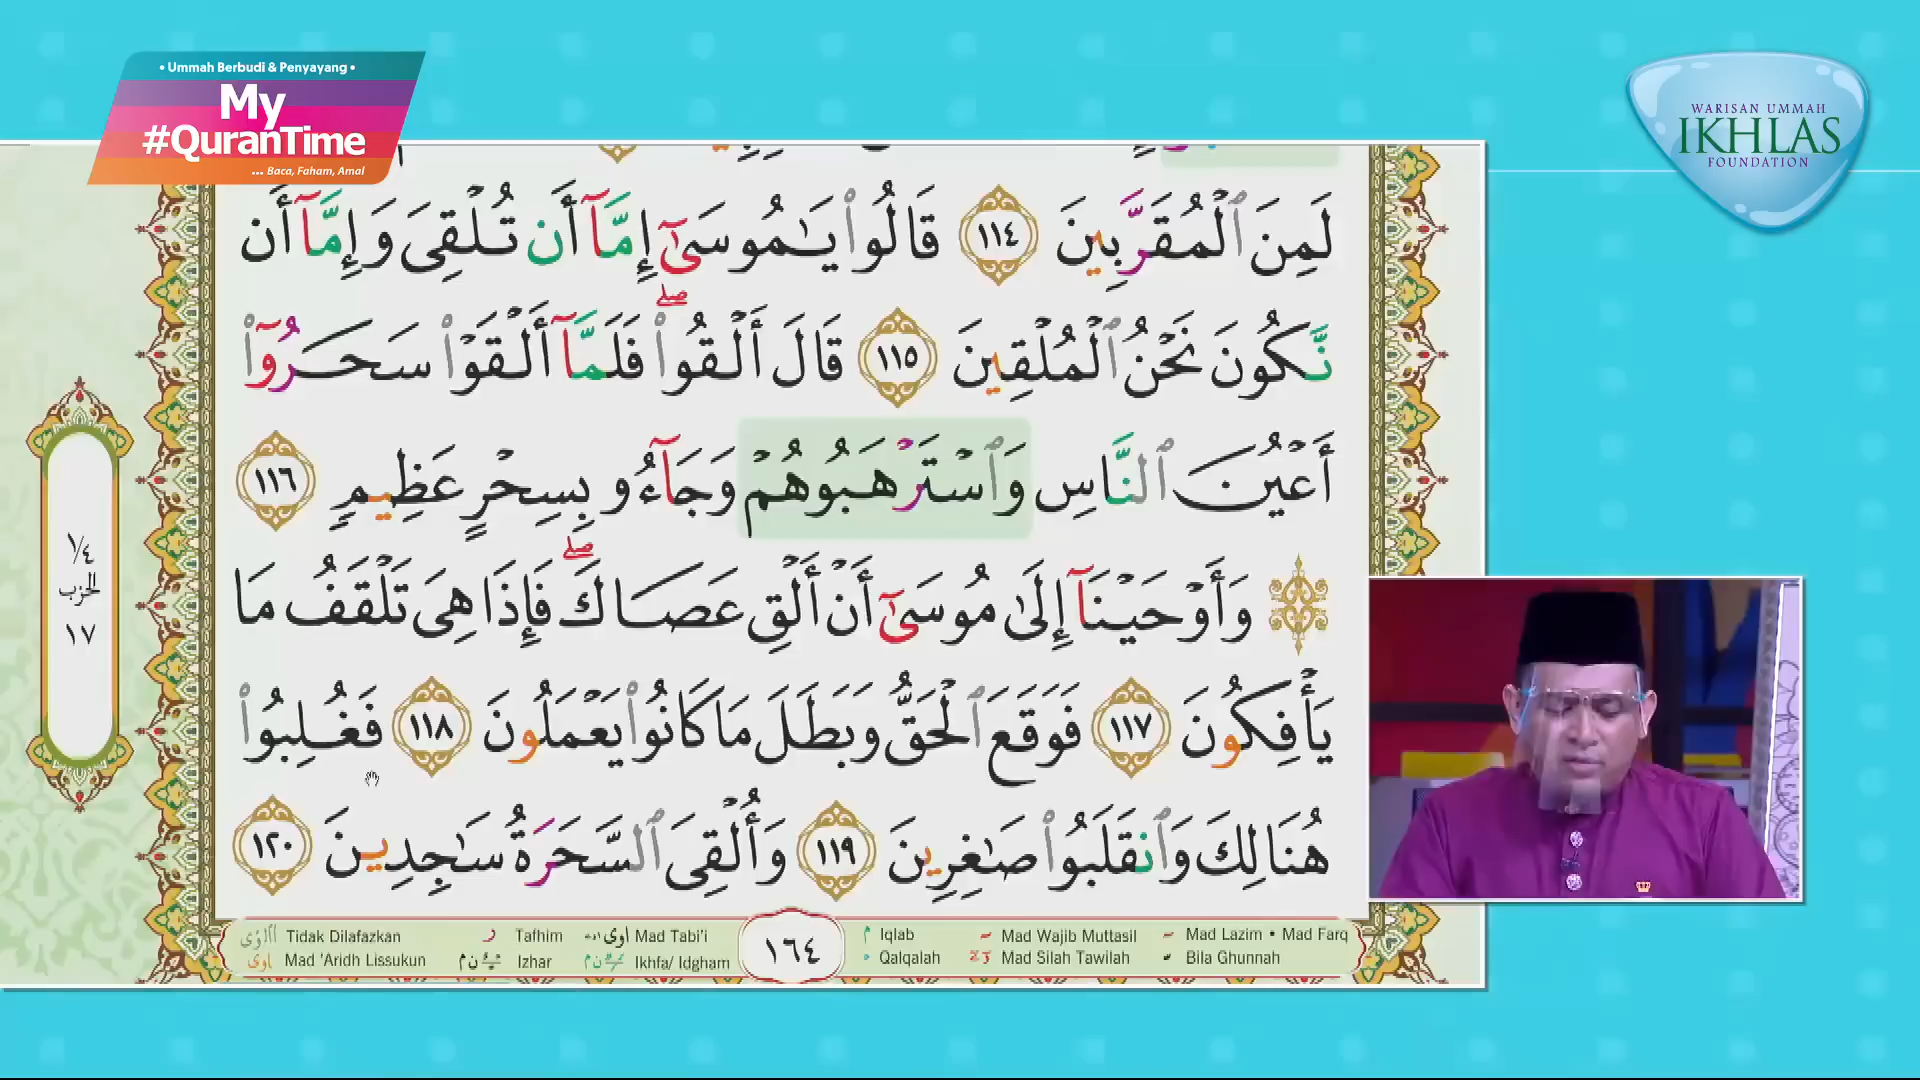 • Ummah Berbudi & Penyayang •
My
#QuranTime
... Baca, Faham, Amal
WARISAN UMMAH
IKHLAS
FOUNDATION
لَمِنَ ٱلْمُقَرَّبِينَ ١١٤ قَالُوا۟ يَـٰمُوسَىٰٓ إِمَّآ أَن تُلْقِىَ وَإِمَّآ أَن
نَّكُونَ نَحْنُ ٱلْمُلْقِينَ ١١٥ قَالَ أَلْقُوا۟ ۖ فَلَمَّآ أَلْقَوْا۟ سَحَرُوٓا۟
أَعْيُنَ ٱلنَّاسِ وَٱسْتَرْهَبُوهُمْ وَجَآءُو بِسِحْرٍ عَظِيمٍ ١١٦
۞ وَأَوْحَيْنَآ إِلَىٰ مُوسَىٰٓ أَنْ أَلْقِ عَصَاكَ ۖ فَإِذَا هِىَ تَلْقَفُ مَا
يَأْفِكُونَ ١١٧ فَوَقَعَ ٱلْحَقُّ وَبَطَلَ مَا كَانُوا۟ يَعْمَلُونَ ١١٨ فَغُلِبُوا۟
هُنَالِكَ وَٱنقَلَبُوا۟ صَـٰغِرِينَ ١١٩ وَأُلْقِىَ ٱلسَّحَرَةُ سَـٰجِدِينَ ١٢٠
١/٤
الحزب
١٧
Tidak Dilafazkan Tafhim Mad Tabi'i ١٦٤ Iqlab Mad Wajib Muttasil Mad Lazim • Mad Farq
Mad 'Aridh Lissukun Izhar Ikhfa/ Idgham Qalqalah Mad Silah Tawilah Bila Ghunnah